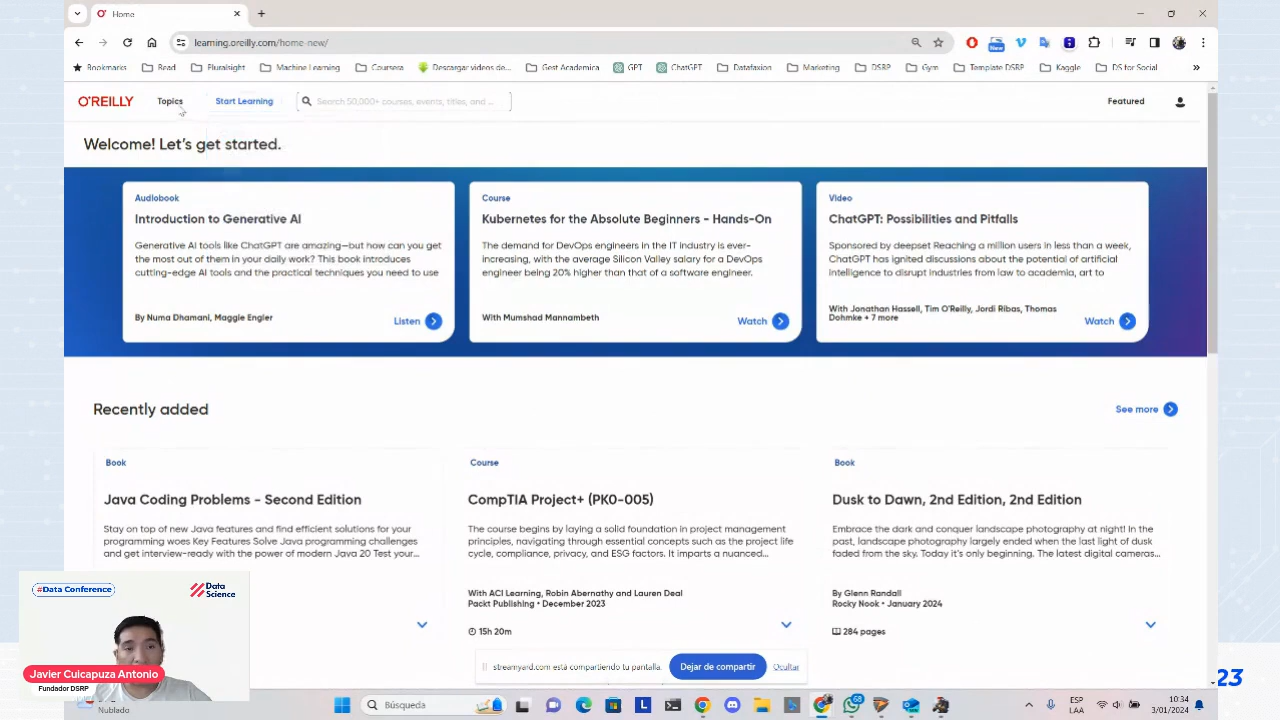 Home
learning.oreilly.com/home-new/
New
Bookmarks
Read
Pluralsight
Machine Learning
Coursera
Descargar vídeos de...
Gest Academica
GPT
ChatGPT
Datafaxion
Marketing
DSRP
Gym
Template DSRP
Kaggle
DS for Social
»
O'REILLY
Topics
Start Learning
Search 50,000+ courses, events, titles, and ...
Featured
Welcome! Let's get started.
Audiobook
Introduction to Generative AI
Generative AI tools like ChatGPT are amazing—but how can you get
the most out of them in your daily work? This book introduces
cutting-edge AI tools and the practical techniques you need to use
By Numa Dhamani, Maggie Engler
Listen
Course
Kubernetes for the Absolute Beginners - Hands-On
The demand for DevOps engineers in the IT industry is ever-
increasing, with the average Silicon Valley salary for a DevOps
engineer being 20% higher than that of a software engineer.
With Mumshad Mannambeth
Watch
Video
ChatGPT: Possibilities and Pitfalls
Sponsored by deepset Reaching a million users in less than a week,
ChatGPT has ignited discussions about the potential of artificial
intelligence to disrupt industries from law to academia, art to
With Jonathan Hassell, Tim O'Reilly, Jordi Ribas, Thomas
Dohmke + 7 more
Watch
Recently added
See more
Book
Java Coding Problems - Second Edition
Stay on top of new Java features and find efficient solutions for your
programming woes Key Features Solve Java programming challenges
and get interview-ready with the power of modern Java 20 Test your...
Course
CompTIA Project+ (PK0-005)
The course begins by laying a solid foundation in project management
principles, navigating through essential concepts such as the project life
cycle, compliance, privacy, and ESG factors. It imparts a nuanced...
With ACI Learning, Robin Abernathy and Lauren Deal
Packt Publishing • December 2023
15h 20m
Book
Dusk to Dawn, 2nd Edition, 2nd Edition
Embrace the dark and conquer landscape photography at night! In the
past, landscape photography largely ended when the last light of dusk
faded from the sky. Today it's only beginning. The latest digital cameras...
By Glenn Randall
Rocky Nook • January 2024
284 pages
streamyard.com está compartiendo tu pantalla.
Dejar de compartir
Ocultar
#Data Conference
Data
Science
Javier Cuicapuza Antonio
Fundador DSRP
23
Nublado
Búsqueda
68
ESP
LAA
10:34
3/01/2024